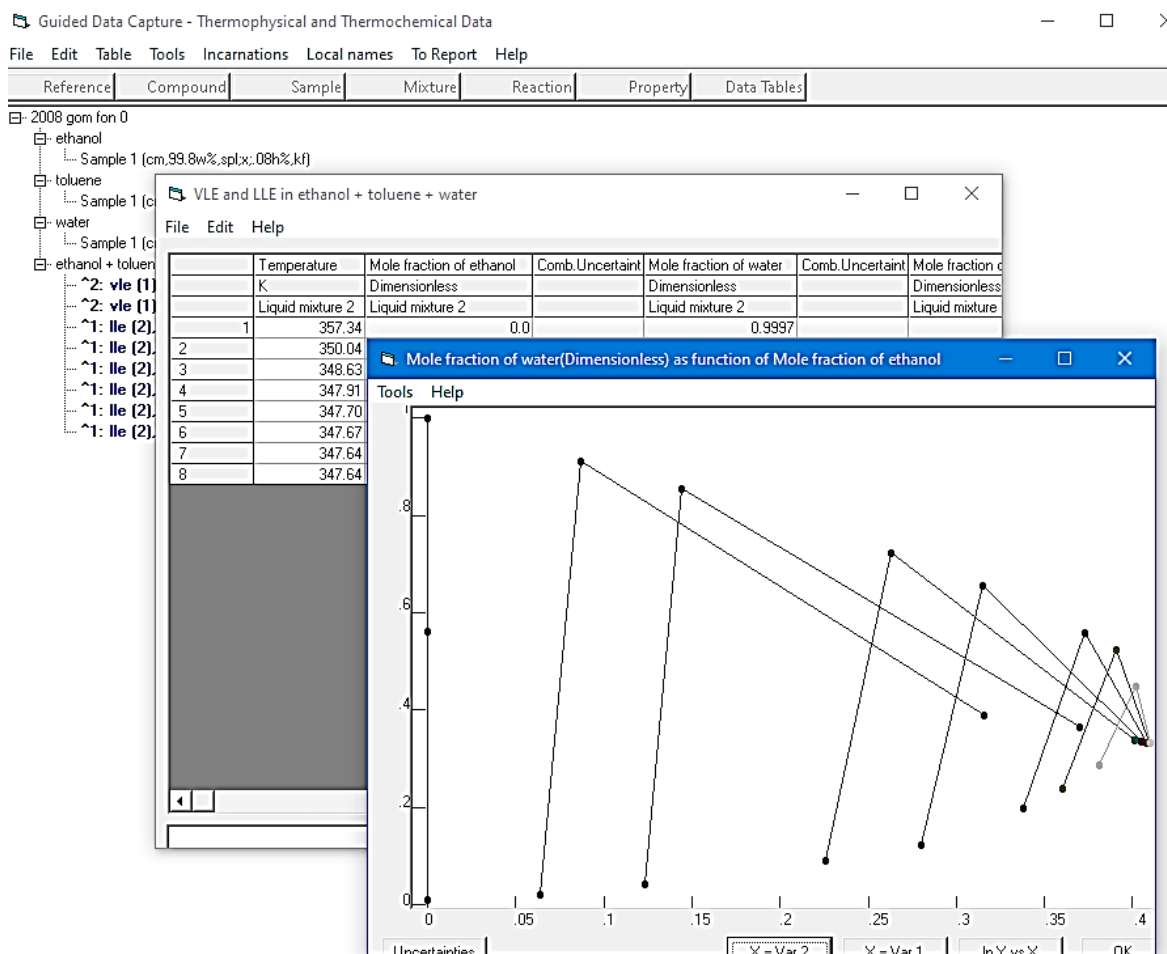 Guided Data Capture - Thermophysical and Thermochemical Data
File Edit Table Tools Incarnations Local names To Report Help
Reference Compound Sample Mixture Reaction Property Data Tables
2008 gom fon 0
ethanol
Sample 1 (cm,99.8w%,spl;x;.08h%,kf)
toluene
Sample 1 (c
water
Sample 1 (c
ethanol + toluen
^2: vle (1)
^2: vle (1)
^1: lle (2),
^1: lle (2),
^1: lle (2),
^1: lle (2),
^1: lle (2),
^1: lle (2),
VLE and LLE in ethanol + toluene + water
File Edit Help
Temperature Mole fraction of ethanol Comb.Uncertaint Mole fraction of water Comb.Uncertaint Mole fraction
K Dimensionless Dimensionless Dimensionless
Liquid mixture 2 Liquid mixture 2 Liquid mixture 2 Liquid mixture
1 357.34 0.0 0.9997
2 350.04
3 348.63
4 347.91
5 347.70
6 347.67
7 347.64
8 347.64
Mole fraction of water(Dimensionless) as function of Mole fraction of ethanol
Tools Help
.8
.6
.4
.2
0
0 .05 .1 .15 .2 .25 .3 .35 .4
Uncertainties X = Var 2 X = Var 1 ln Y vs X OK